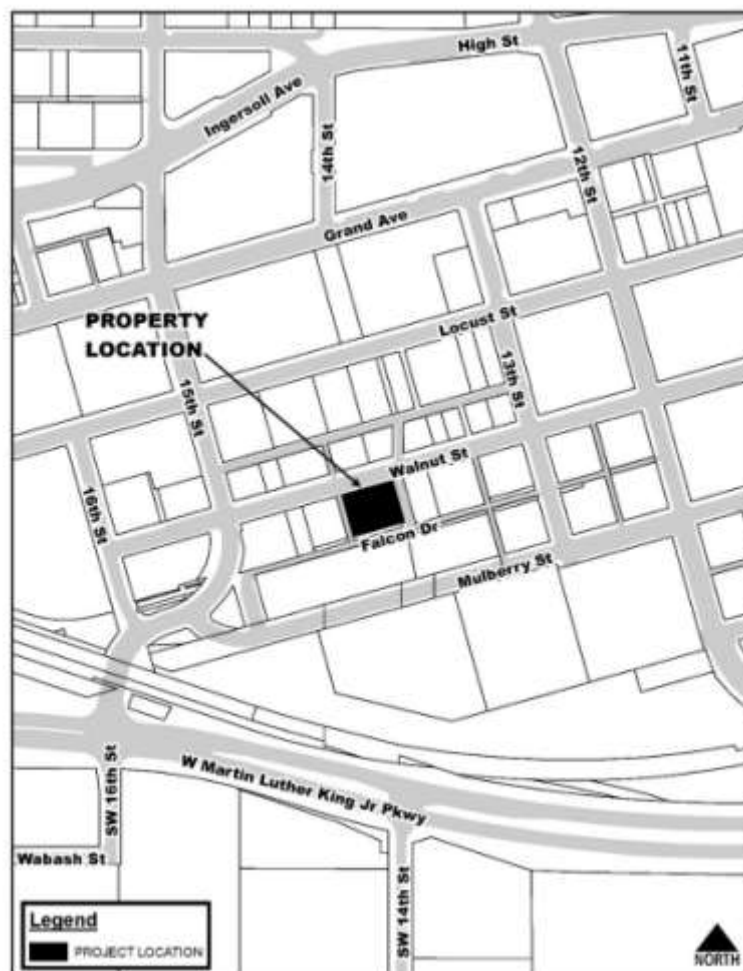 High St
11th St
Ingersoll Ave
14th St
12th St
Grand Ave
PROPERTY
LOCATION
Locust St
13th St
15th St
Walnut St
16th St
Falcon Dr
Mulberry St
SW 16th St
W Martin Luther King Jr Pkwy
Wabash St
SW 14th St
Legend
PROJECT LOCATION
NORTH